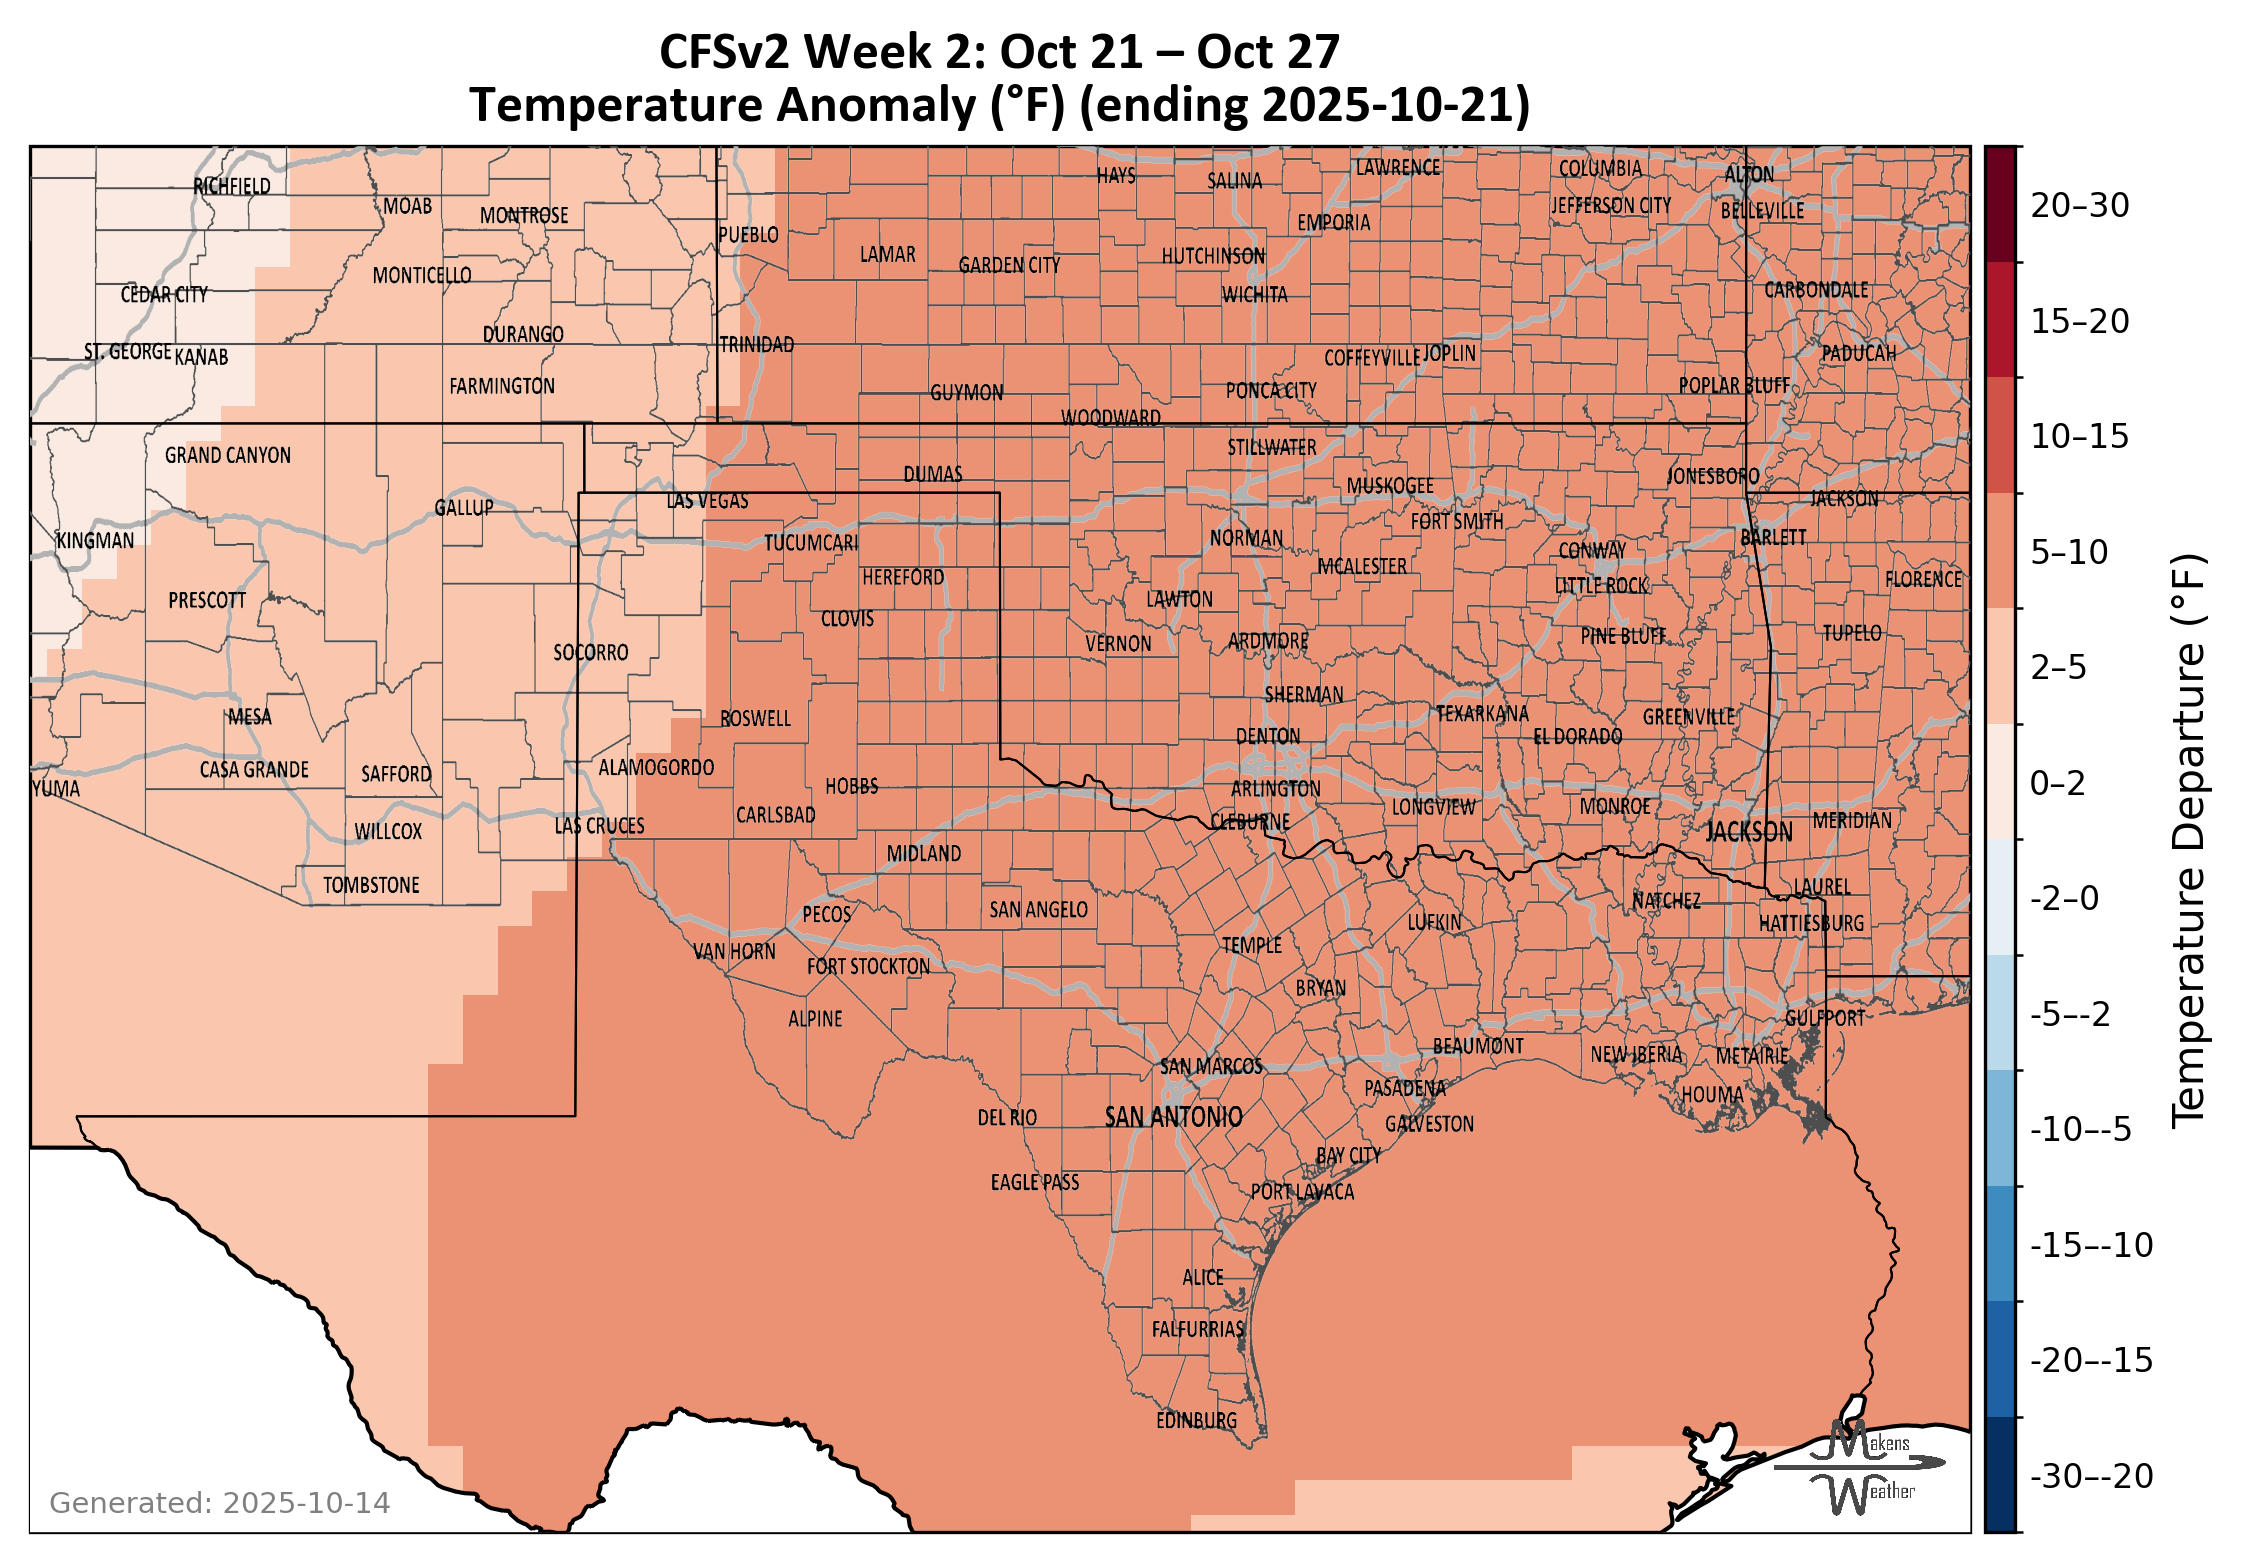 CFSv2 Week 2: Oct 21 – Oct 27
Temperature Anomaly (°F) (ending 2025-10-21)
HAYS
SALINA
LAWRENCE
COLUMBIA
ALTON
RICHFIELD
MOAB
MONTROSE
JEFFERSON CITY
BELLEVILLE
EMPORIA
PUEBLO
LAMAR
GARDEN CITY
HUTCHINSON
MONTICELLO
CEDAR CITY
WICHITA
CARBONDALE
DURANGO
TRINIDAD
ST. GEORGE
KANAB
COFFEYVILLE
JOPLIN
PADUCAH
FARMINGTON
GUYMON
PONCA CITY
POPLAR BLUFF
WOODWARD
GRAND CANYON
STILLWATER
DUMAS
JONESBORO
MUSKOGEE
GALLUP
LAS VEGAS
JACKSON
FORT SMITH
KINGMAN
TUCUMCARI
NORMAN
BARLETT
CONWAY
MCALESTER
HEREFORD
LITTLE ROCK
FLORENCE
PRESCOTT
LAWTON
CLOVIS
VERNON
ARDMORE
PINE BLUFF
TUPELO
SOCORRO
SHERMAN
MESA
ROSWELL
TEXARKANA
GREENVILLE
DENTON
EL DORADO
CASA GRANDE
SAFFORD
ALAMOGORDO
YUMA
HOBBS
ARLINGTON
LONGVIEW
MONROE
CARLSBAD
WILLCOX
LAS CRUCES
CLEBURNE
JACKSON
MERIDIAN
MIDLAND
TOMBSTONE
LAUREL
NATCHEZ
PECOS
SAN ANGELO
LUFKIN
HATTIESBURG
VAN HORN
FORT STOCKTON
TEMPLE
BRYAN
ALPINE
GULFPORT
BEAUMONT
NEW IBERIA
METAIRIE
SAN MARCOS
PASADENA
HOUMA
DEL RIO
SAN ANTONIO
GALVESTON
BAY CITY
EAGLE PASS
PORT LAVACA
ALICE
FALFURRIAS
EDINBURG
Generated: 2025-10-14
Makens
Weather
20–30
15–20
10–15
5–10
2–5
0–2
-2–0
-5–-2
-10–-5
-15–-10
-20–-15
-30–-20
Temperature Departure (°F)